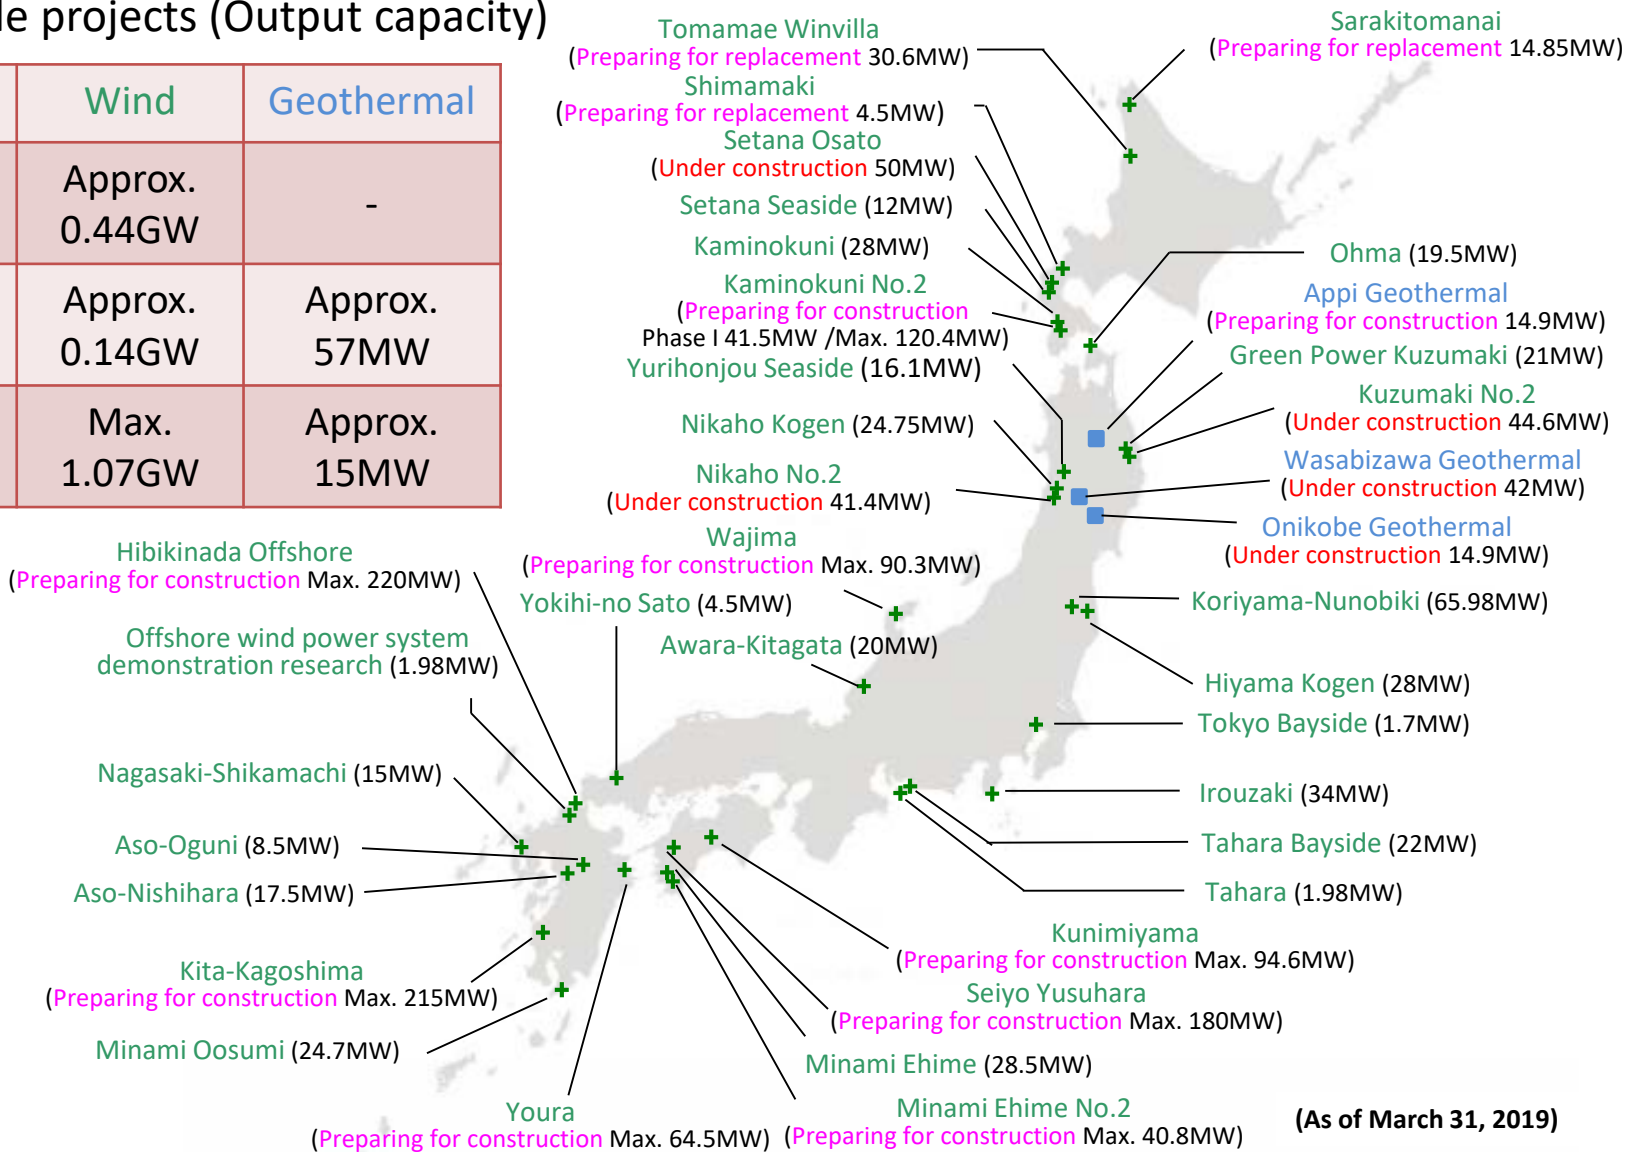 le projects (Output capacity)
Wind
Geothermal
Approx.
0.44GW
-
Approx.
0.14GW
Approx.
57MW
Max.
1.07GW
Approx.
15MW
Tomamae Winvilla
(Preparing for replacement 30.6MW)
Sarakitomanai
(Preparing for replacement 14.85MW)
Shimamaki
(Preparing for replacement 4.5MW)
Setana Osato
(Under construction 50MW)
Setana Seaside (12MW)
Kaminokuni (28MW)
Kaminokuni No.2
(Preparing for construction
Phase I 41.5MW /Max. 120.4MW)
Yurihonjou Seaside (16.1MW)
Nikaho Kogen (24.75MW)
Nikaho No.2
(Under construction 41.4MW)
Wajima
(Preparing for construction Max. 90.3MW)
Ohma (19.5MW)
Appi Geothermal
(Preparing for construction 14.9MW)
Green Power Kuzumaki (21MW)
Kuzumaki No.2
(Under construction 44.6MW)
Wasabizawa Geothermal
(Under construction 42MW)
Onikobe Geothermal
(Under construction 14.9MW)
Koriyama-Nunobiki (65.98MW)
Hiyama Kogen (28MW)
Tokyo Bayside (1.7MW)
Irouzaki (34MW)
Tahara Bayside (22MW)
Tahara (1.98MW)
Hibikinada Offshore
(Preparing for construction Max. 220MW)
Yokihi-no Sato (4.5MW)
Awara-Kitagata (20MW)
Offshore wind power system
demonstration research (1.98MW)
Nagasaki-Shikamachi (15MW)
Aso-Oguni (8.5MW)
Aso-Nishihara (17.5MW)
Kita-Kagoshima
(Preparing for construction Max. 215MW)
Minami Oosumi (24.7MW)
Kunimiyama
(Preparing for construction Max. 94.6MW)
Seiyo Yusuhara
(Preparing for construction Max. 180MW)
Minami Ehime (28.5MW)
Minami Ehime No.2
(Preparing for construction Max. 40.8MW)
Youra
(Preparing for construction Max. 64.5MW)
(As of March 31, 2019)